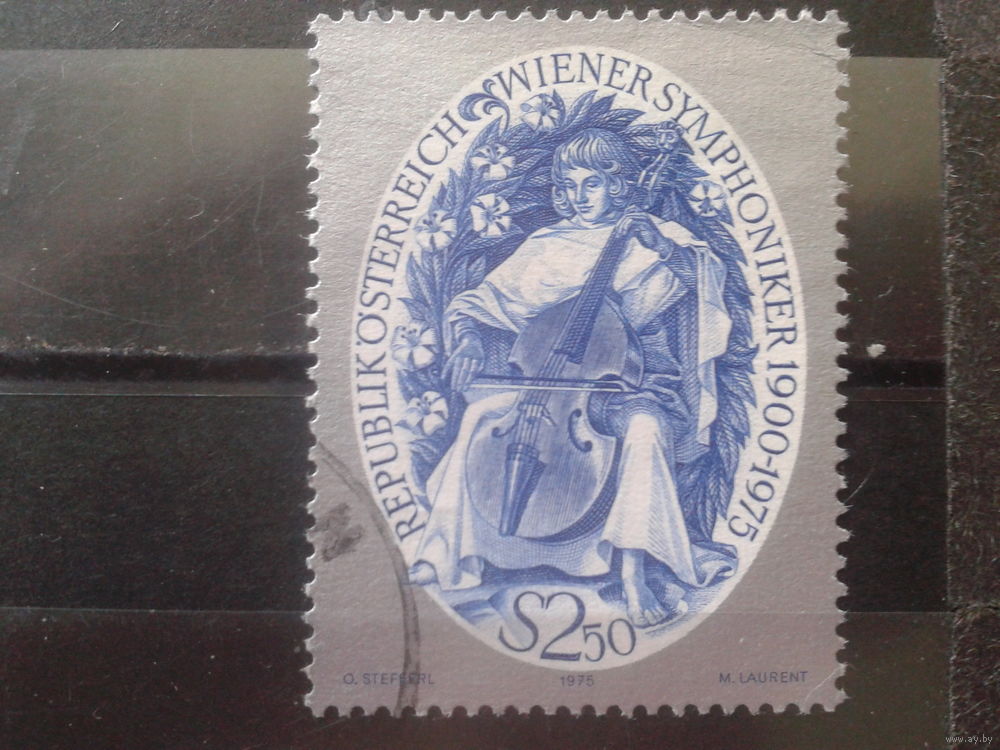 REPUBLIK ÖSTERREICH WIENER SYMPHONIKER 1900-1975
S2 50
O. STEFFERL 1975 M. LAURENT
www.ay.by